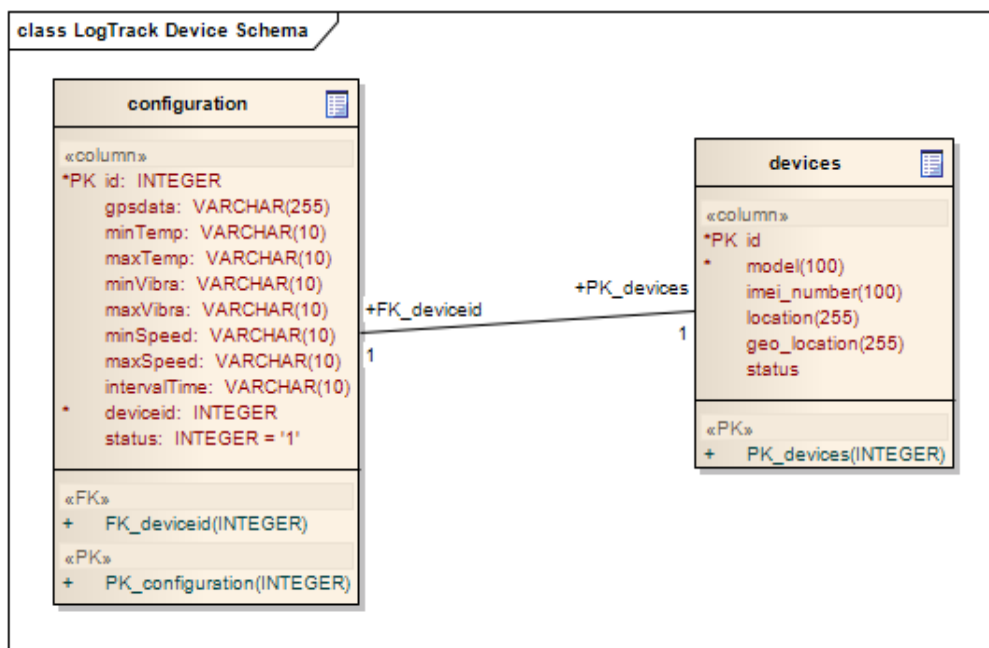 class LogTrack Device Schema
configuration
«column»
*PK id: INTEGER
gpsdata: VARCHAR(255)
minTemp: VARCHAR(10)
maxTemp: VARCHAR(10)
minVibra: VARCHAR(10)
maxVibra: VARCHAR(10)
minSpeed: VARCHAR(10)
maxSpeed: VARCHAR(10)
intervalTime: VARCHAR(10)
* deviceid: INTEGER
status: INTEGER = '1'
«FK»
+ FK_deviceid(INTEGER)
«PK»
+ PK_configuration(INTEGER)
+FK_deviceid
1
+PK_devices
1
devices
«column»
*PK id
* model(100)
imei_number(100)
location(255)
geo_location(255)
status
«PK»
+ PK_devices(INTEGER)